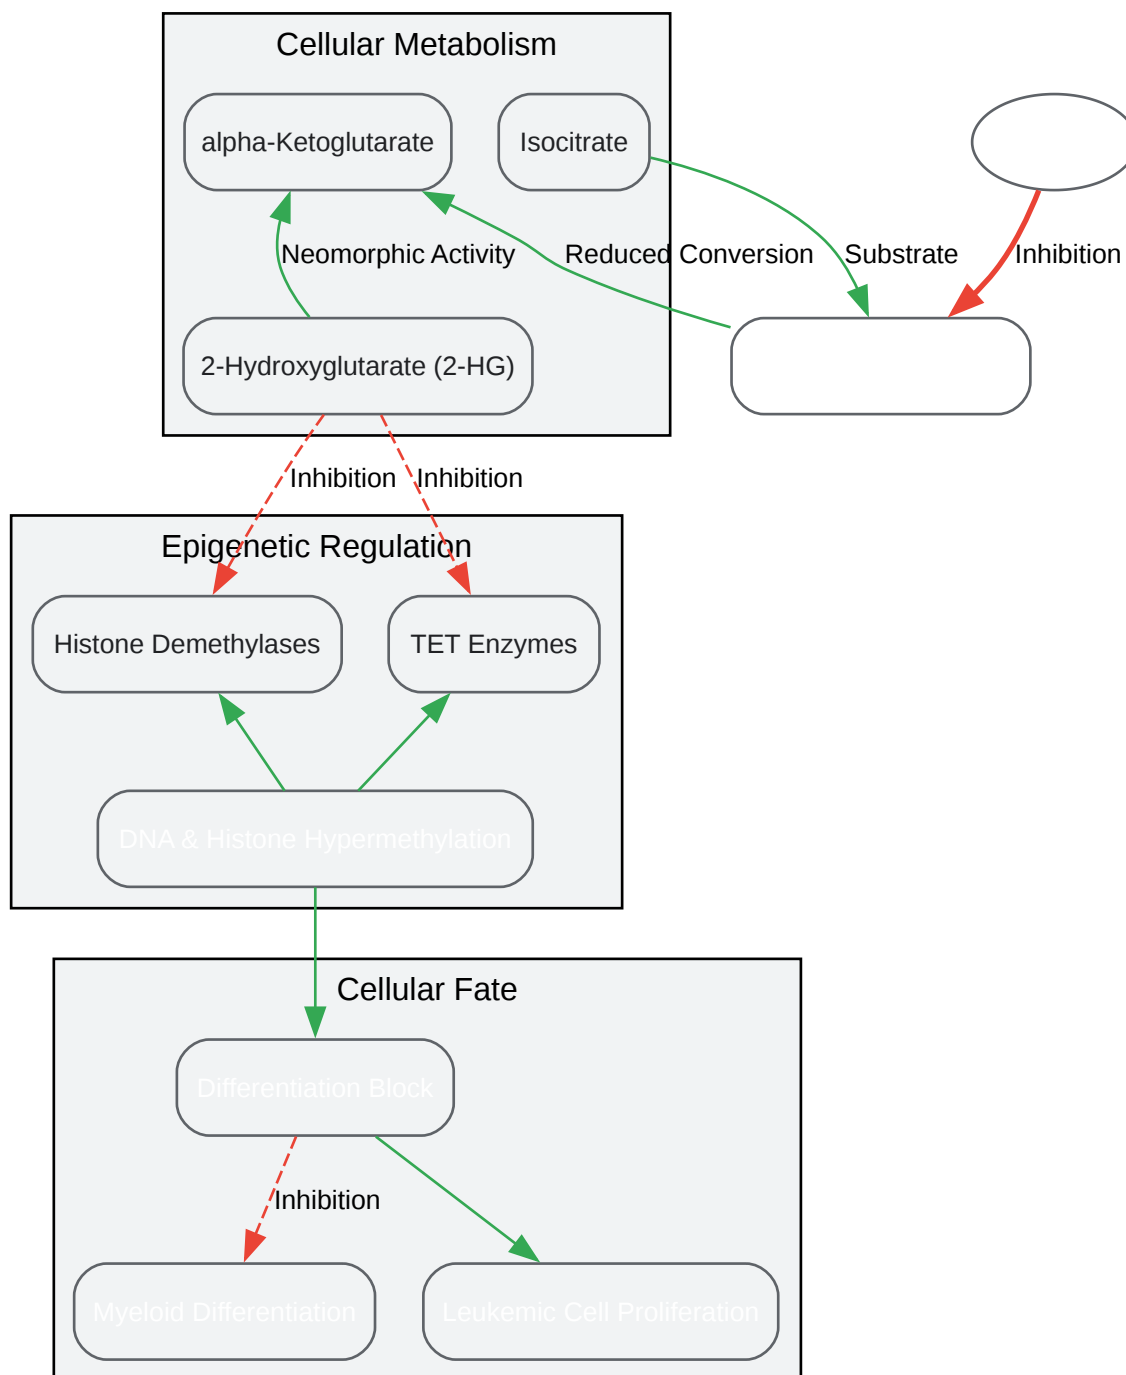 Cellular Metabolism
alpha-Ketoglutarate
Isocitrate
Neomorphic Activity
Reduced Conversion
Substrate
Inhibition
2-Hydroxyglutarate (2-HG)
Inhibition
Inhibition
Epigenetic Regulation
Histone Demethylases
TET Enzymes
DNA & Histone Hypermethylation
Cellular Fate
Differentiation Block
Inhibition
Myeloid Differentiation
Leukemic Cell Proliferation